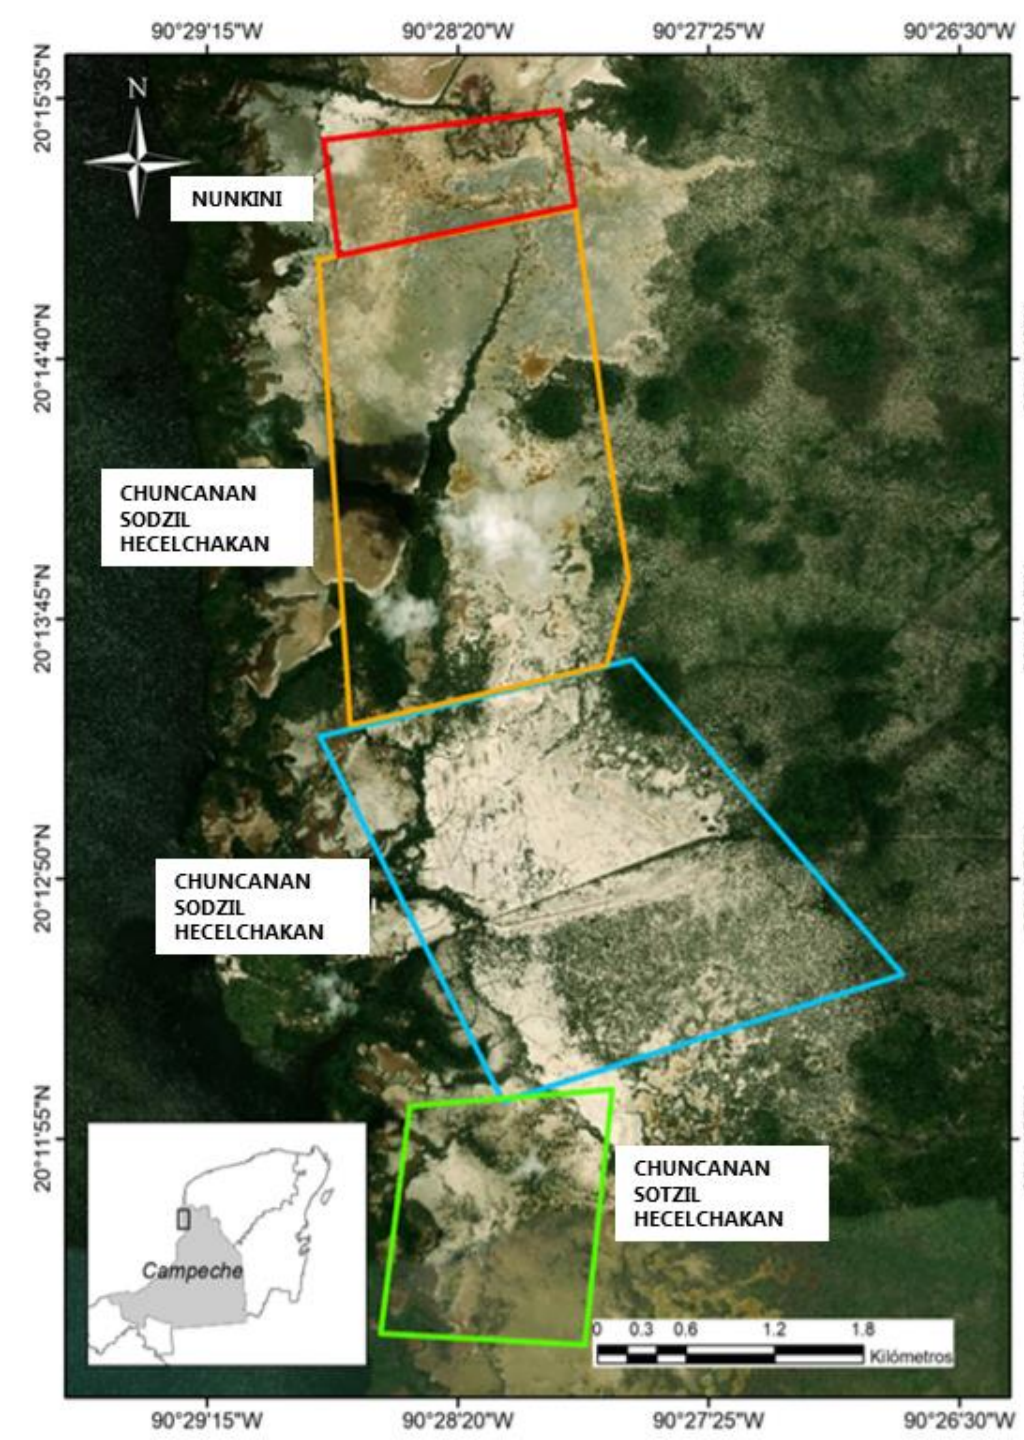 90°29'15"W 90°28'20"W 90°27'25"W 90°26'30"W
20°15'35"N
N
NUNKINI
20°14'40"N
CHUNCANAN
SODZIL
HECELCHAKAN
20°13'45"N
20°12'50"N
CHUNCANAN
SODZIL
HECELCHAKAN
20°11'55"N
CHUNCANAN
SOTZIL
HECELCHAKAN
Campeche
0 0.3 0.6 1.2 1.8
Kilómetros
90°29'15"W 90°28'20"W 90°27'25"W 90°26'30"W